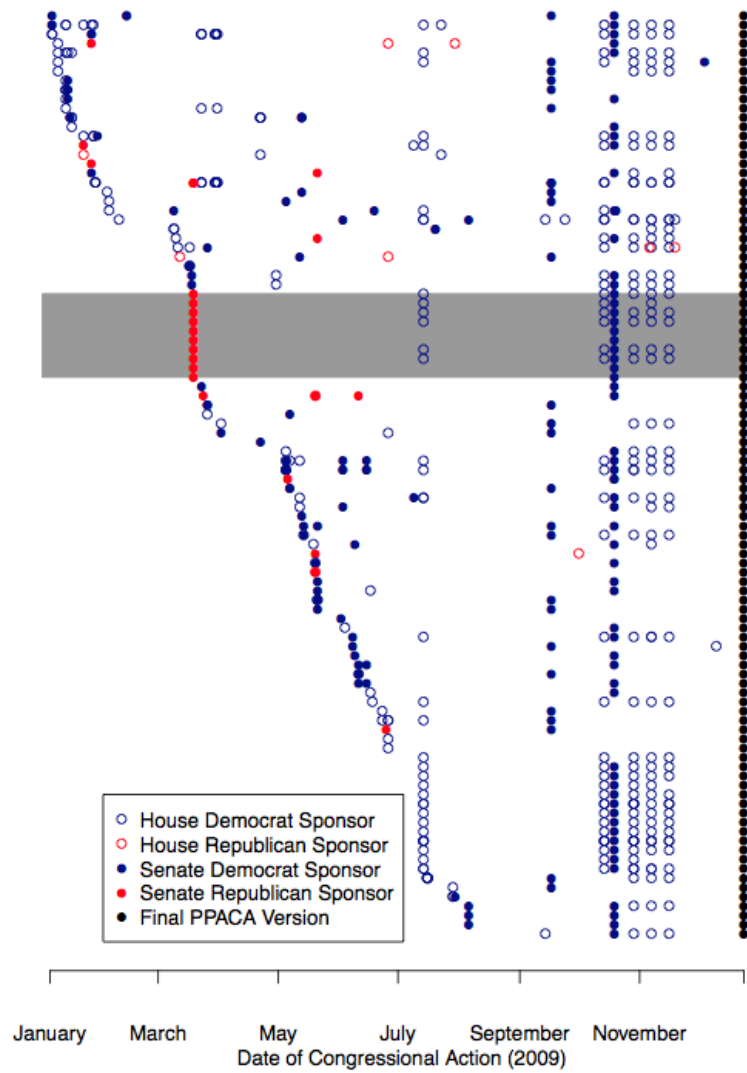 House Democrat Sponsor
House Republican Sponsor
Senate Democrat Sponsor
Senate Republican Sponsor
Final PPACA Version
January March May July September November
Date of Congressional Action (2009)